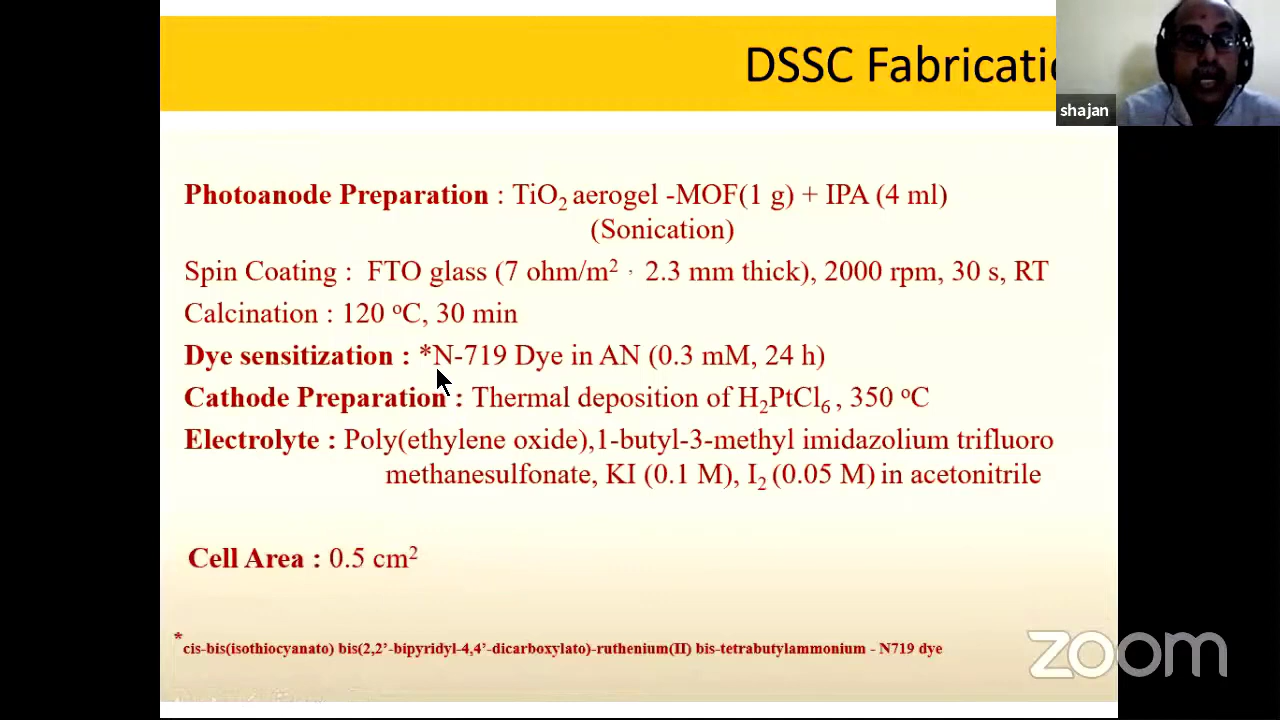 DSSC Fabricatio
shajan
Photoanode Preparation : TiO2 aerogel -MOF(1 g) + IPA (4 ml)
(Sonication)
Spin Coating : FTO glass (7 ohm/m², 2.3 mm thick), 2000 rpm, 30 s, RT
Calcination : 120 ºC, 30 min
Dye sensitization : *N-719 Dye in AN (0.3 mM, 24 h)
Cathode Preparation : Thermal deposition of H2PtCl6 , 350 ºC
Electrolyte : Poly(ethylene oxide),1-butyl-3-methyl imidazolium trifluoro
methanesulfonate, KI (0.1 M), I2 (0.05 M) in acetonitrile
Cell Area : 0.5 cm²
*cis-bis(isothiocyanato) bis(2,2’-bipyridyl-4,4’-dicarboxylato)-ruthenium(II) bis-tetrabutylammonium - N719 dye
zoom